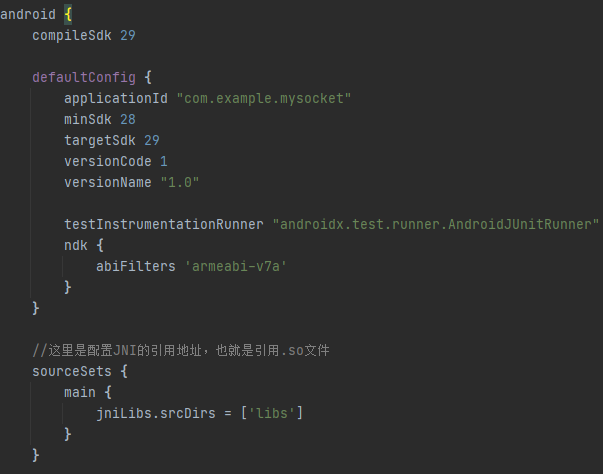 android {
compileSdk 29
defaultConfig {
applicationId "com.example.mysocket"
minSdk 28
targetSdk 29
versionCode 1
versionName "1.0"
testInstrumentationRunner "androidx.test.runner.AndroidJUnitRunner"
ndk {
abiFilters 'armeabi-v7a'
}
}
//这里是配置JNI的引用地址，也就是引用.so文件
sourceSets {
main {
jniLibs.srcDirs = ['libs']
}
}